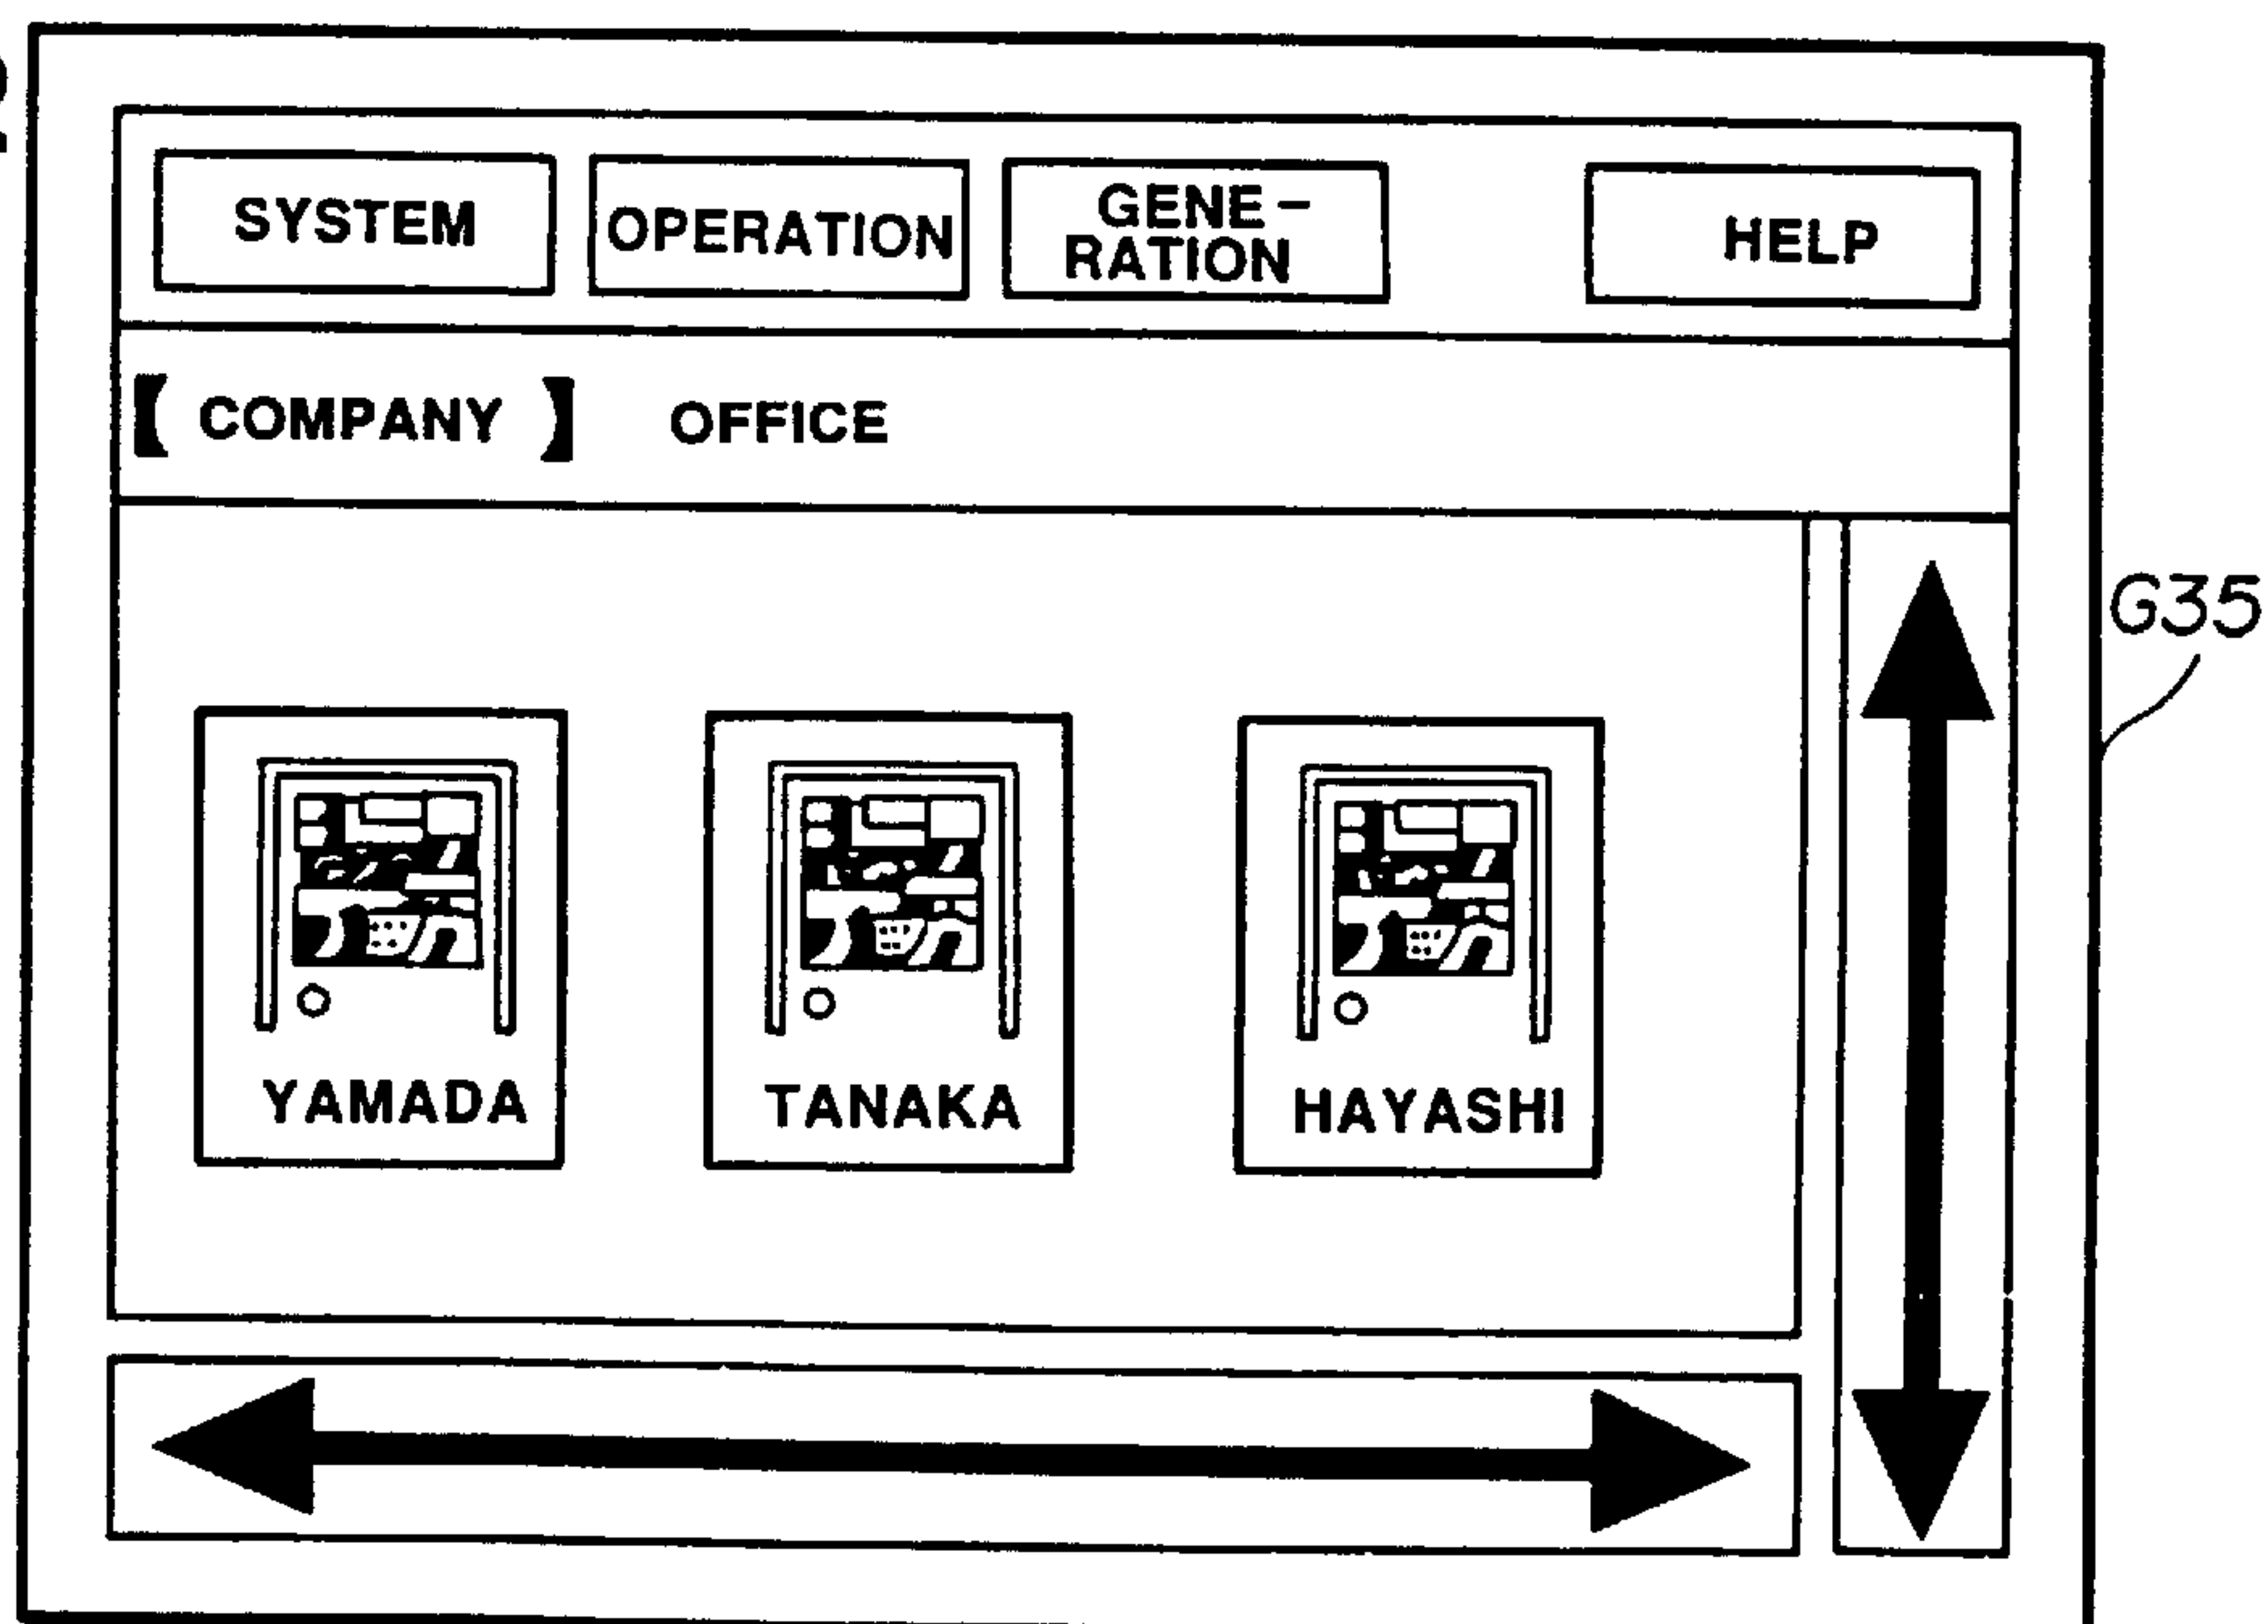 SYSTEM OPERATION GENE-
RATION HELP
【 COMPANY 】 OFFICE
G35
YAMADA TANAKA HAYASHI